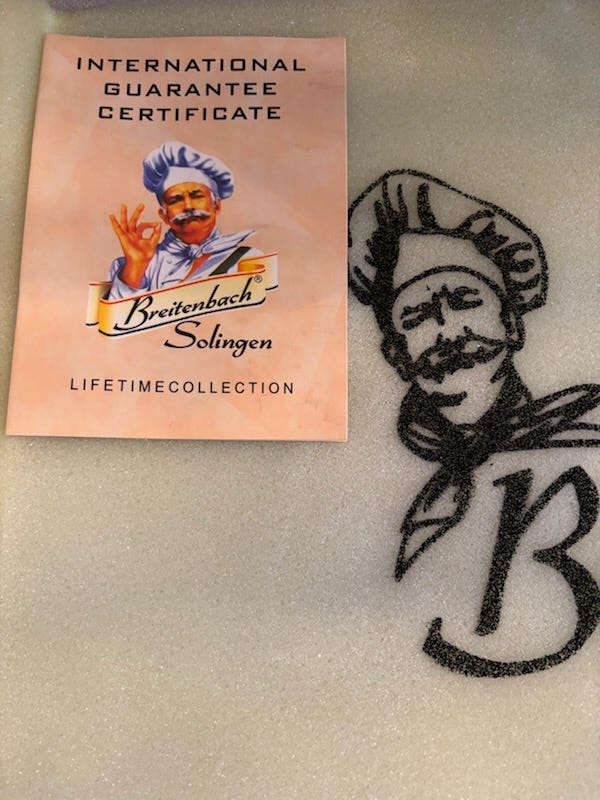 INTERNATIONAL
GUARANTEE
CERTIFICATE
Breitenbach®
Solingen
LIFETIMECOLLECTION
B